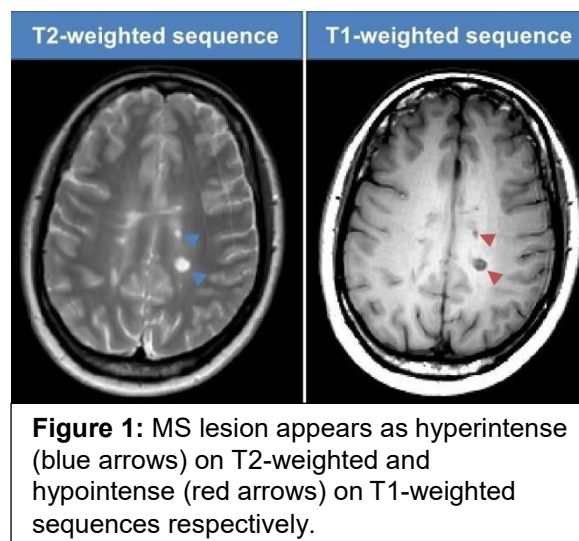 T2-weighted sequence
T1-weighted sequence
Figure 1: MS lesion appears as hyperintense
(blue arrows) on T2-weighted and
hypointense (red arrows) on T1-weighted
sequences respectively.